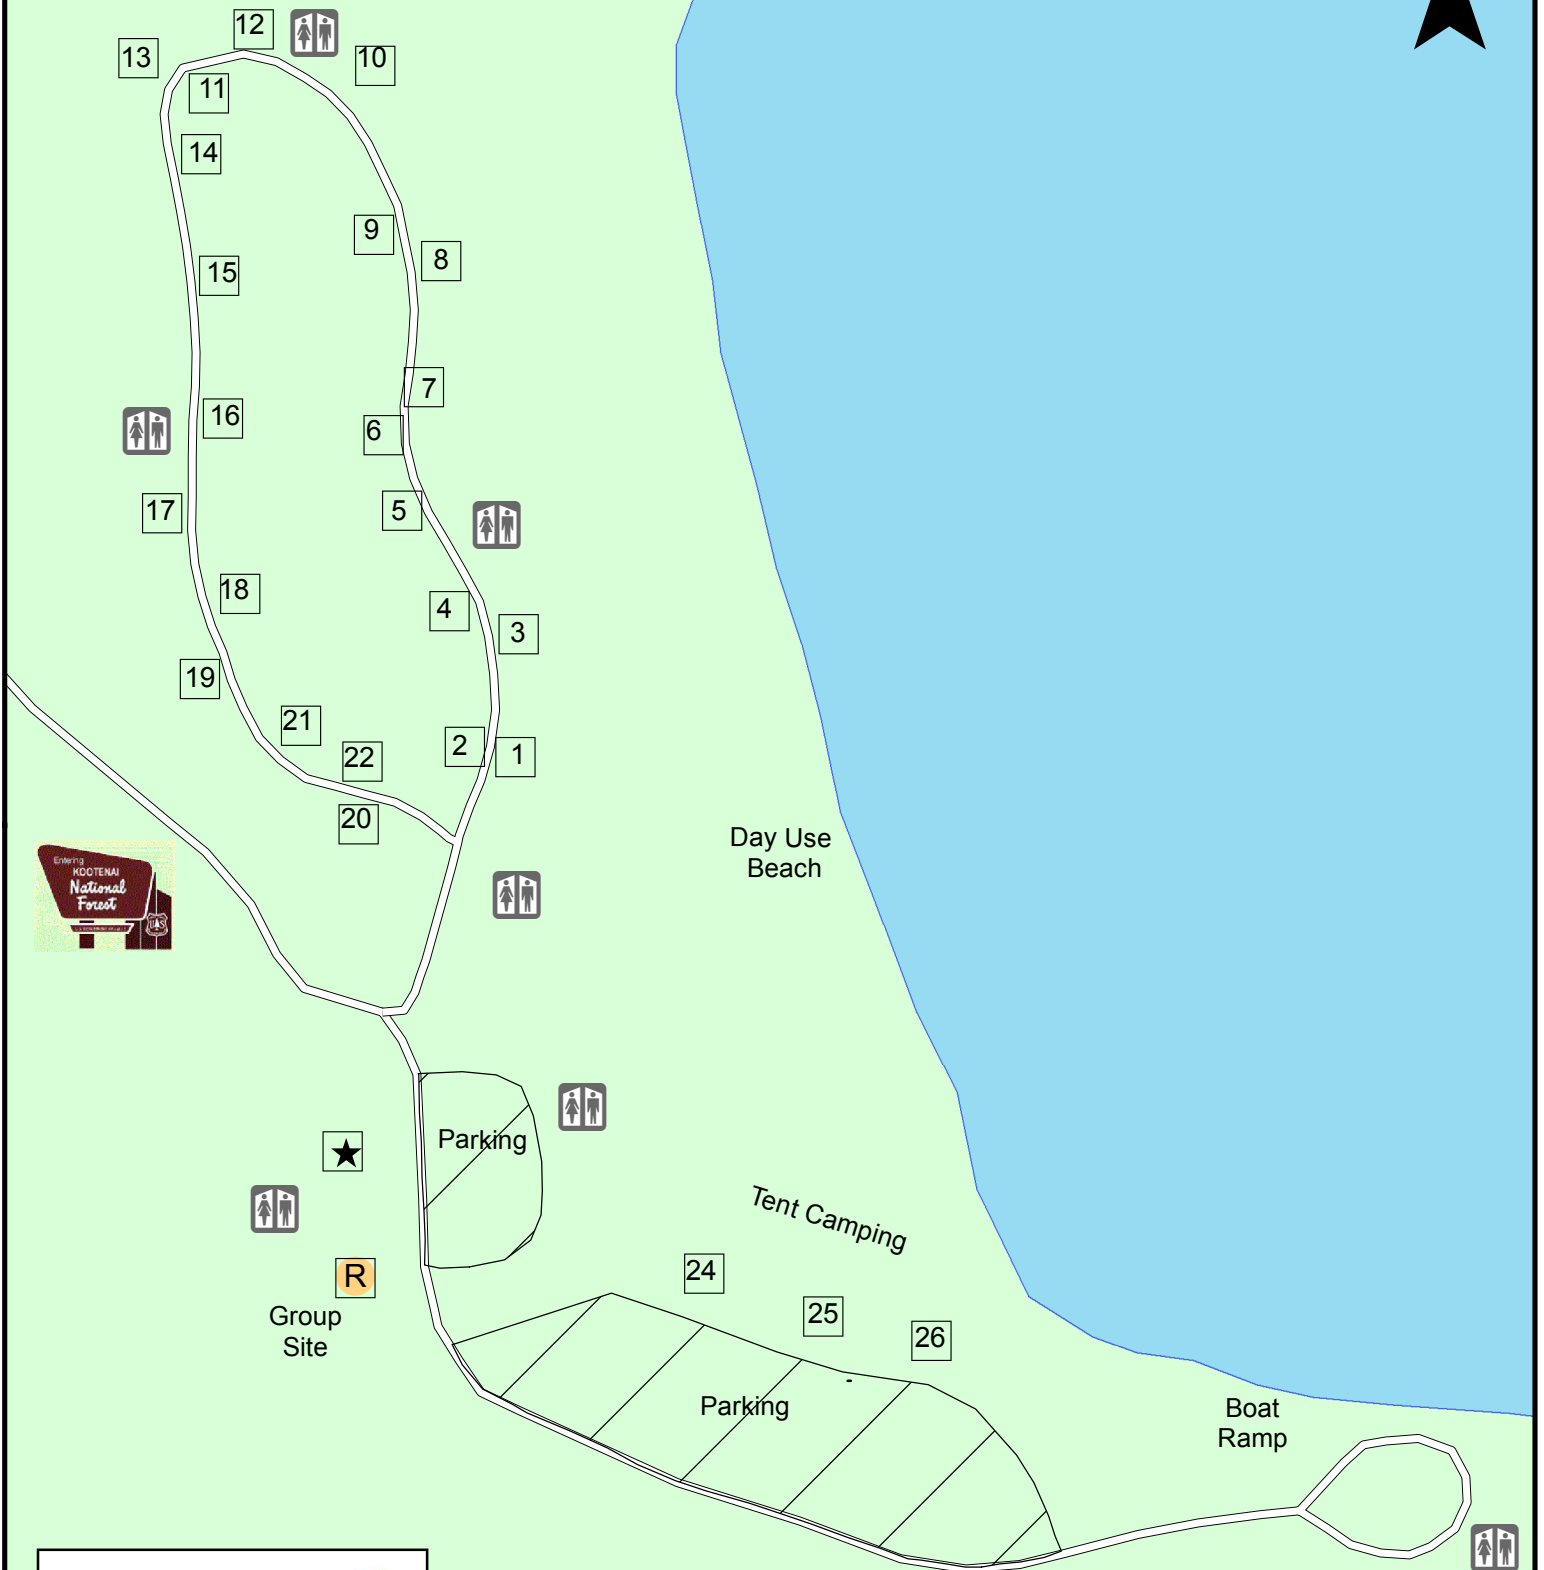 12
13
10
11
14
9
8
15
7
16
6
17
5
18
4
3
19
21
2
1
22
20
Day Use
Beach
Entering
KOOTENAI
National
Forest
UAS
Parking
Tent Camping
R
24
Group
Site
25
26
Parking
Boat
Ramp